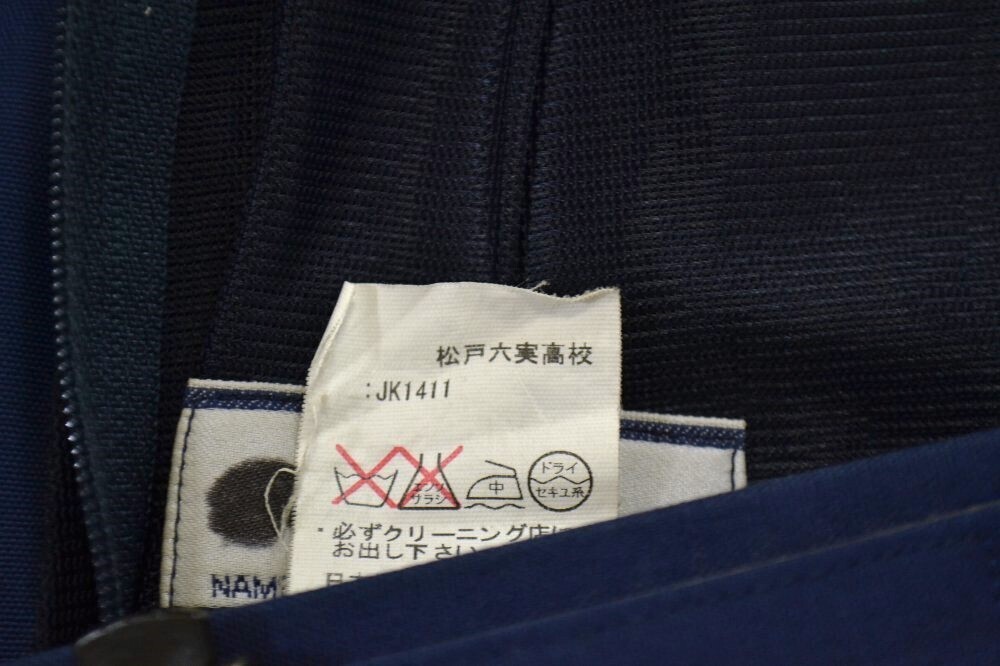 松戸六実高校
:JK1411
エンソ
サラシ
中
ドライ
セキユ系
・必ずクリーニング店に
お出し下さい
NAM